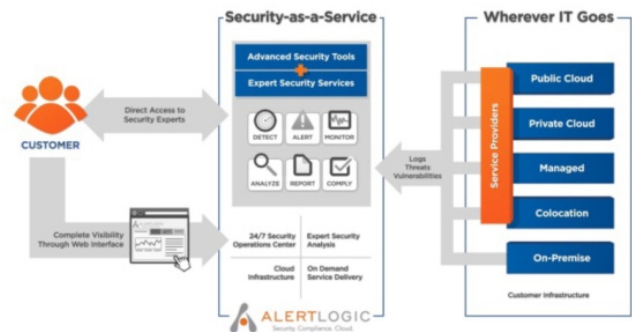 Security-as-a-Service
Wherever IT Goes
Advanced Security Tools
Expert Security Services
DETECT
ALERT
MONITOR
ANALYZE
REPORT
COMPLY
24/7 Security
Operations Center
Expert Security
Analysis
Cloud
Infrastructure
On Demand
Service Delivery
ALERTLOGIC
Security. Compliance. Cloud.
CUSTOMER
Direct Access to
Security Experts
Complete Visibility
Through Web Interface
Logs
Threats
Vulnerabilities
Service Providers
Public Cloud
Private Cloud
Managed
Colocation
On-Premise
Customer Infrastructure